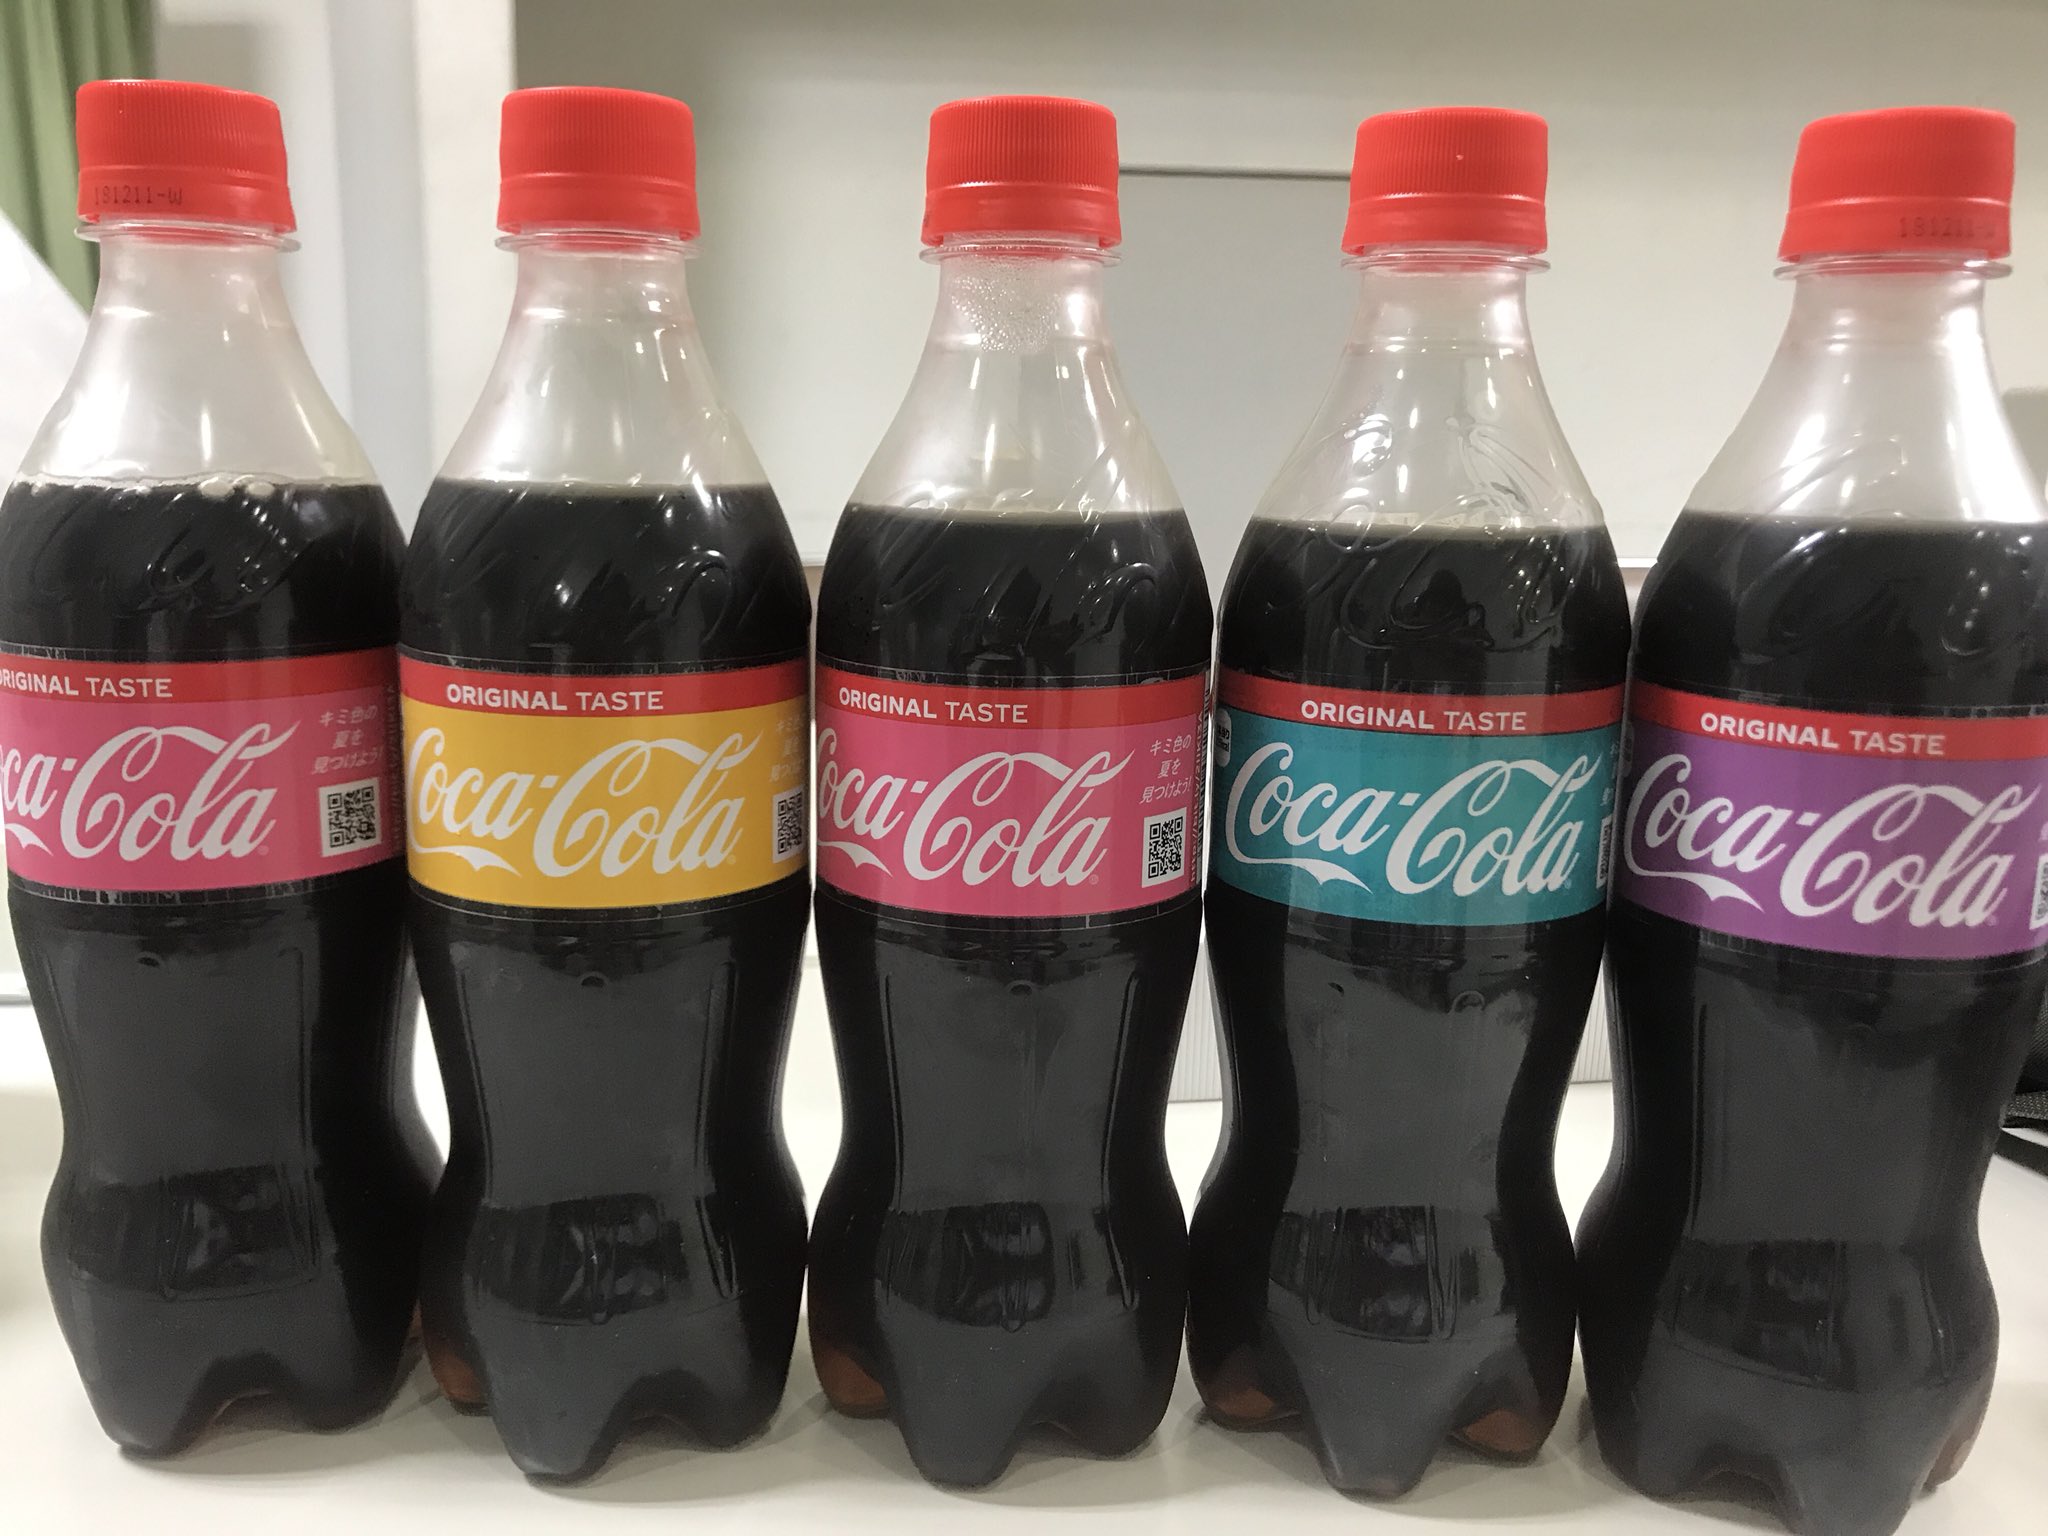 181211-W
181211-W
ORIGINAL TASTE
Coca-Cola
キミ色の
夏を
見つけよう!
ORIGINAL TASTE
Coca-Cola
ORIGINAL TASTE
Coca-Cola
キミ色の
夏を
見つけよう!
ORIGINAL TASTE
Coca-Cola
ORIGINAL TASTE
Coca-Cola